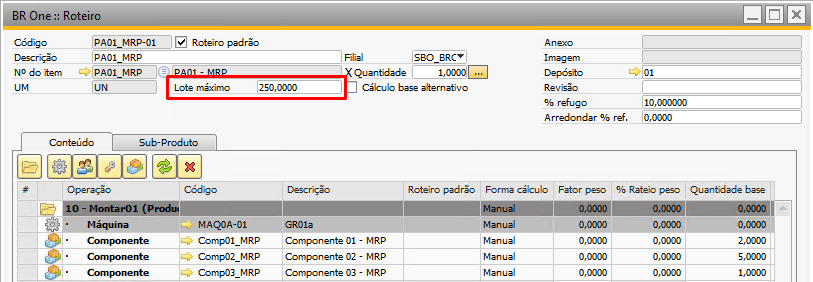 BR One :: Roteiro
Código PA01_MRP-01 Roteiro padrão Anexo
Descrição PA01_MRP Filial SBO_BRC Imagem
Nº do item PA01_MRP PA01 - MRP X Quantidade 1,0000 ... Depósito 01
UM UN Lote máximo 250,0000 Cálculo base alternativo Revisão
% refugo 10,000000
Arredondar % ref. 0,0000
Conteúdo Sub-Produto
# Operação Código Descrição Roteiro padrão Forma cálculo Fator peso % Rateio peso Quantidade base
10 - Montar01 (Produc Manual 0,0000 0,0000 0,0000
Máquina MAQ0A-01 GR01a Manual 0,0000 0,0000 0,0000
Componente Comp01_MRP Componente 01 - MRP Manual 0,0000 0,0000 2,0000
Componente Comp02_MRP Componente 02 - MRP Manual 0,0000 0,0000 5,0000
Componente Comp03_MRP Componente 03 - MRP Manual 0,0000 0,0000 1,0000